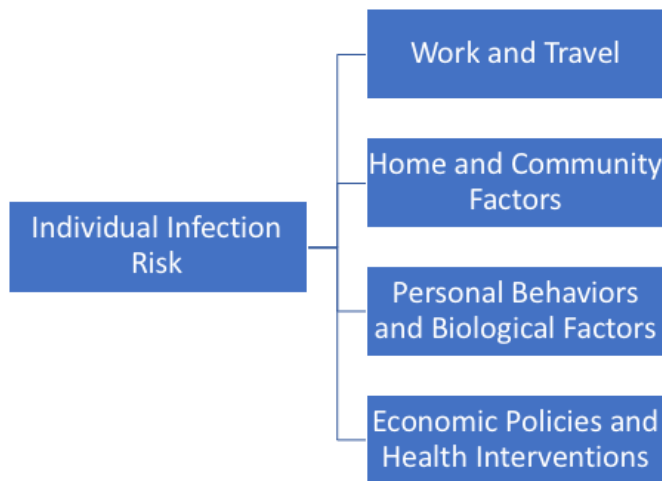 Work and Travel
Home and Community
Factors
Individual Infection
Risk
Personal Behaviors
and Biological Factors
Economic Policies and
Health Interventions